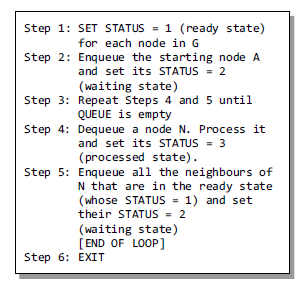 Step 1: SET STATUS = 1 (ready state)
for each node in G
Step 2: Enqueue the starting node A
and set its STATUS = 2
(waiting state)
Step 3: Repeat Steps 4 and 5 until
QUEUE is empty
Step 4: Dequeue a node N. Process it
and set its STATUS = 3
(processed state).
Step 5: Enqueue all the neighbours of
N that are in the ready state
(whose STATUS = 1) and set
their STATUS = 2
(waiting state)
[END OF LOOP]
Step 6: EXIT